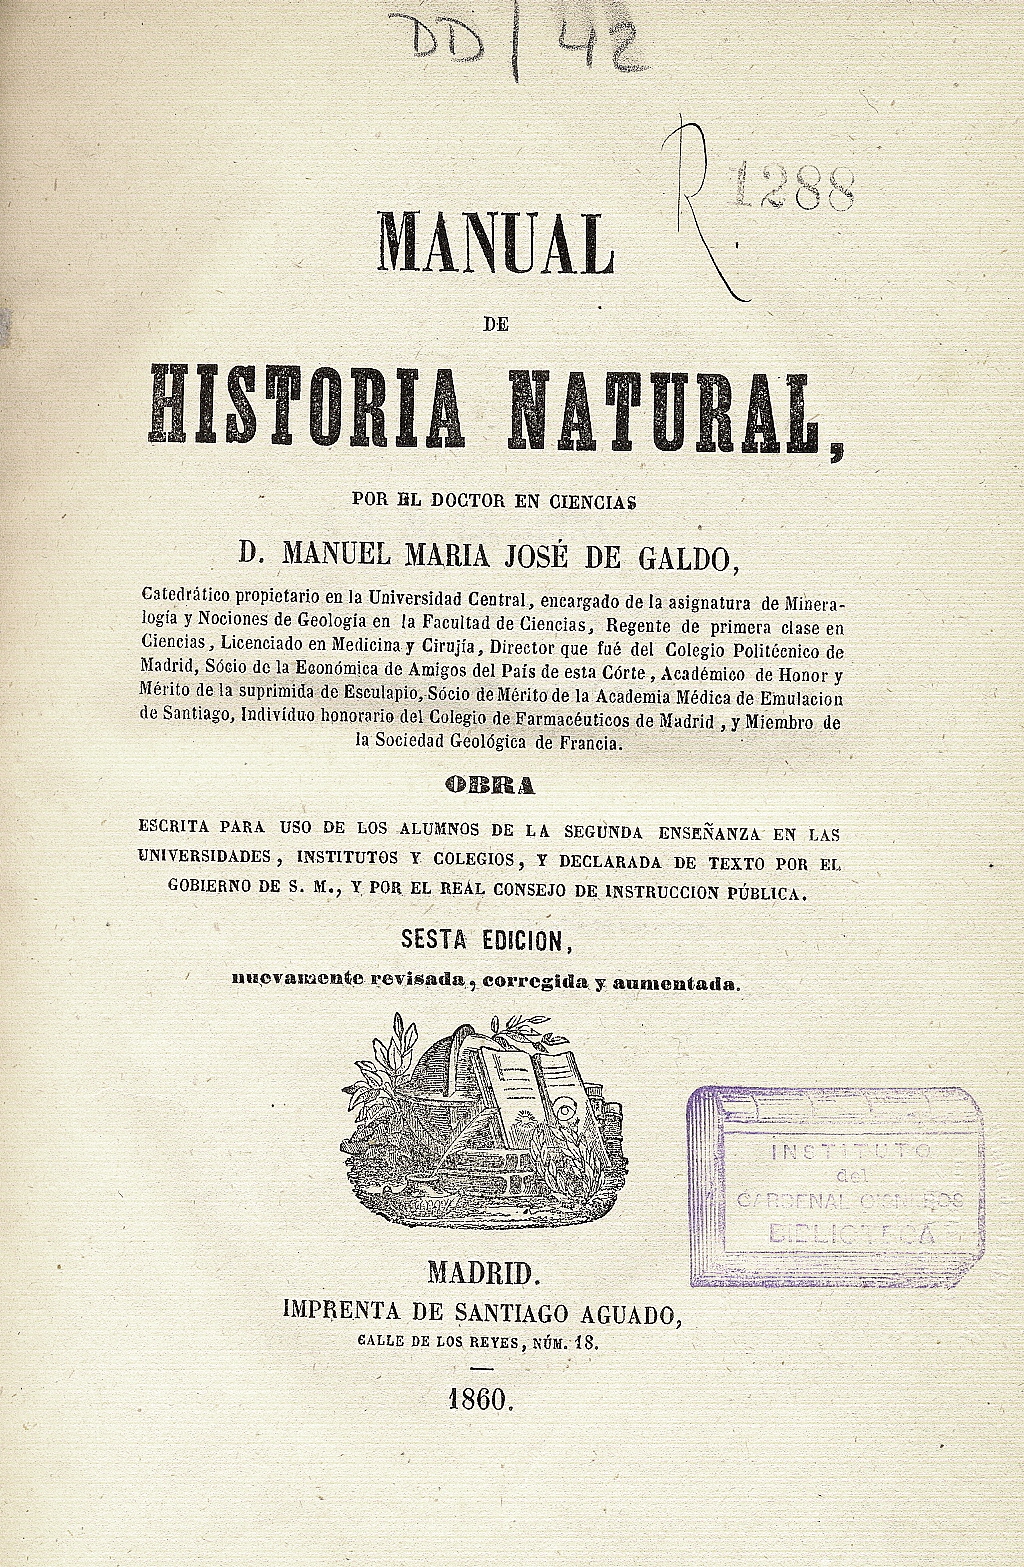 DD/42
R. 1288
MANUAL
DE
HISTORIA NATURAL,
POR EL DOCTOR EN CIENCIAS
D. MANUEL MARIA JOSÉ DE GALDO,
Catedrático propietario en la Universidad Central, encargado de la asignatura de Minera-
logía y Nociones de Geología en la Facultad de Ciencias, Regente de primera clase en
Ciencias, Licenciado en Medicina y Cirujía, Director que fué del Colegio Politécnico de
Madrid, Sócio de la Económica de Amigos del País de esta Córte, Académico de Honor y
Mérito de la suprimida de Esculapio, Sócio de Mérito de la Academia Médica de Emulacion
de Santiago, Indivíduo honorario del Colegio de Farmacéuticos de Madrid, y Miembro de
la Sociedad Geológica de Francia.
OBRA
ESCRITA PARA USO DE LOS ALUMNOS DE LA SEGUNDA ENSEÑANZA EN LAS
UNIVERSIDADES, INSTITUTOS Y COLEGIOS, Y DECLARADA DE TEXTO POR EL
GOBIERNO DE S. M., Y POR EL REAL CONSEJO DE INSTRUCCION PÚBLICA.
SESTA EDICION,
nuevamente revisada, corregida y aumentada.
INSTITUTO
del
CARDENAL CISNEROS
BIBLIOTECA
MADRID.
IMPRENTA DE SANTIAGO AGUADO,
CALLE DE LOS REYES, NÚM. 18.
1860.